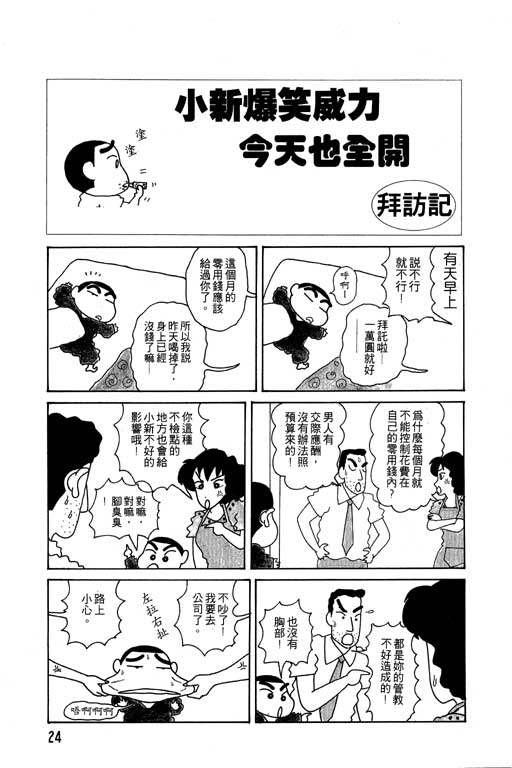 小新爆笑威力
今天也全開
拜訪記
塗
塗
有天早上
說不行
就不行！
呼啊ー
拜託啦…
一萬圓就好
這個月的
零用錢應該
給過你了。
所以我說
昨天喝掉了，
身上已經
沒錢了嘛…
爲什麼每個月就
不能控制花費在
自己的零用錢內？
男人有
交際應酬，
沒有辦法照
預算來的！
你這種
不檢點的
地方也會給
小新不好的
影響哦！
對嘛，
對嘛，
腳臭臭
！
都是妳的管教
不好造成的！
也沒有
胸部！
不吵了！
我要去
公司了。
左拉右扯
路上
小心。
唔啊啊啊
24